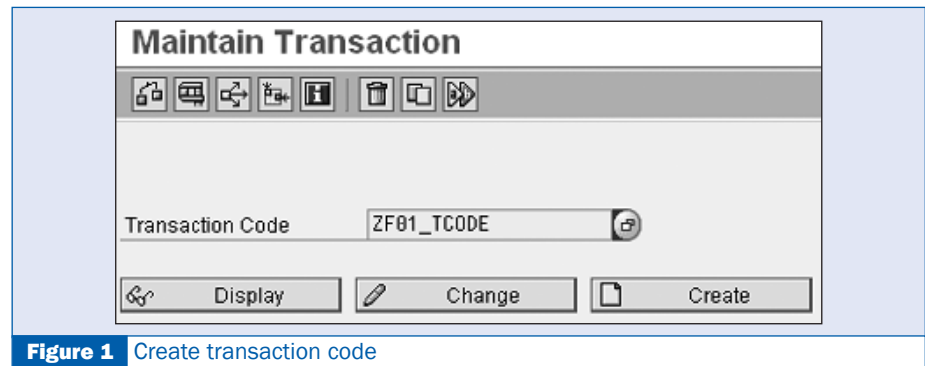 Maintain Transaction
Transaction Code ZF01_TCODE
Display Change Create
Figure 1 Create transaction code